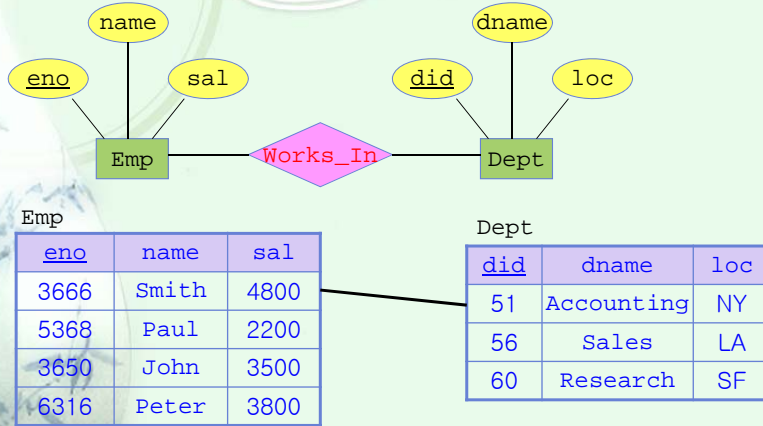 name
dname
eno
sal
did
loc
Emp
Works_In
Dept
Emp
eno name sal
3666 Smith 4800
5368 Paul 2200
3650 John 3500
6316 Peter 3800
Dept
did dname loc
51 Accounting NY
56 Sales LA
60 Research SF